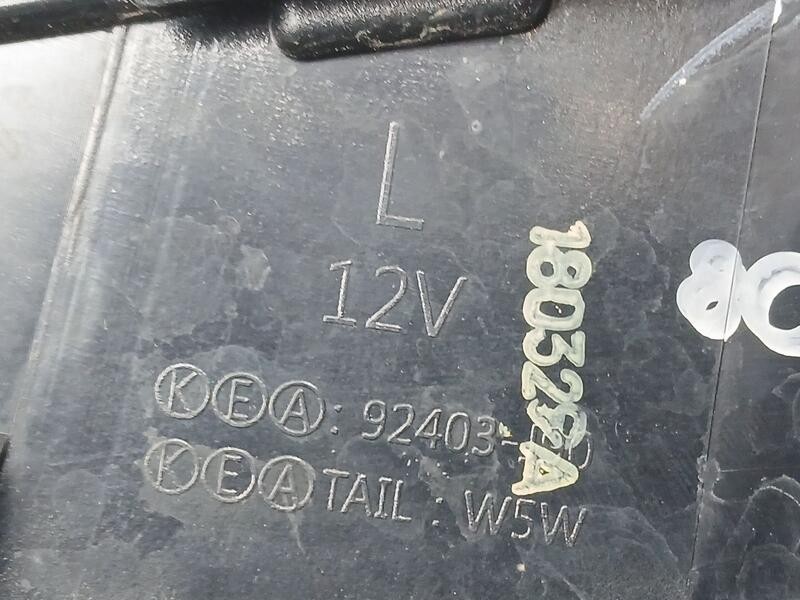 L
12V
KEA: 92403-
KEA TAIL: W5W